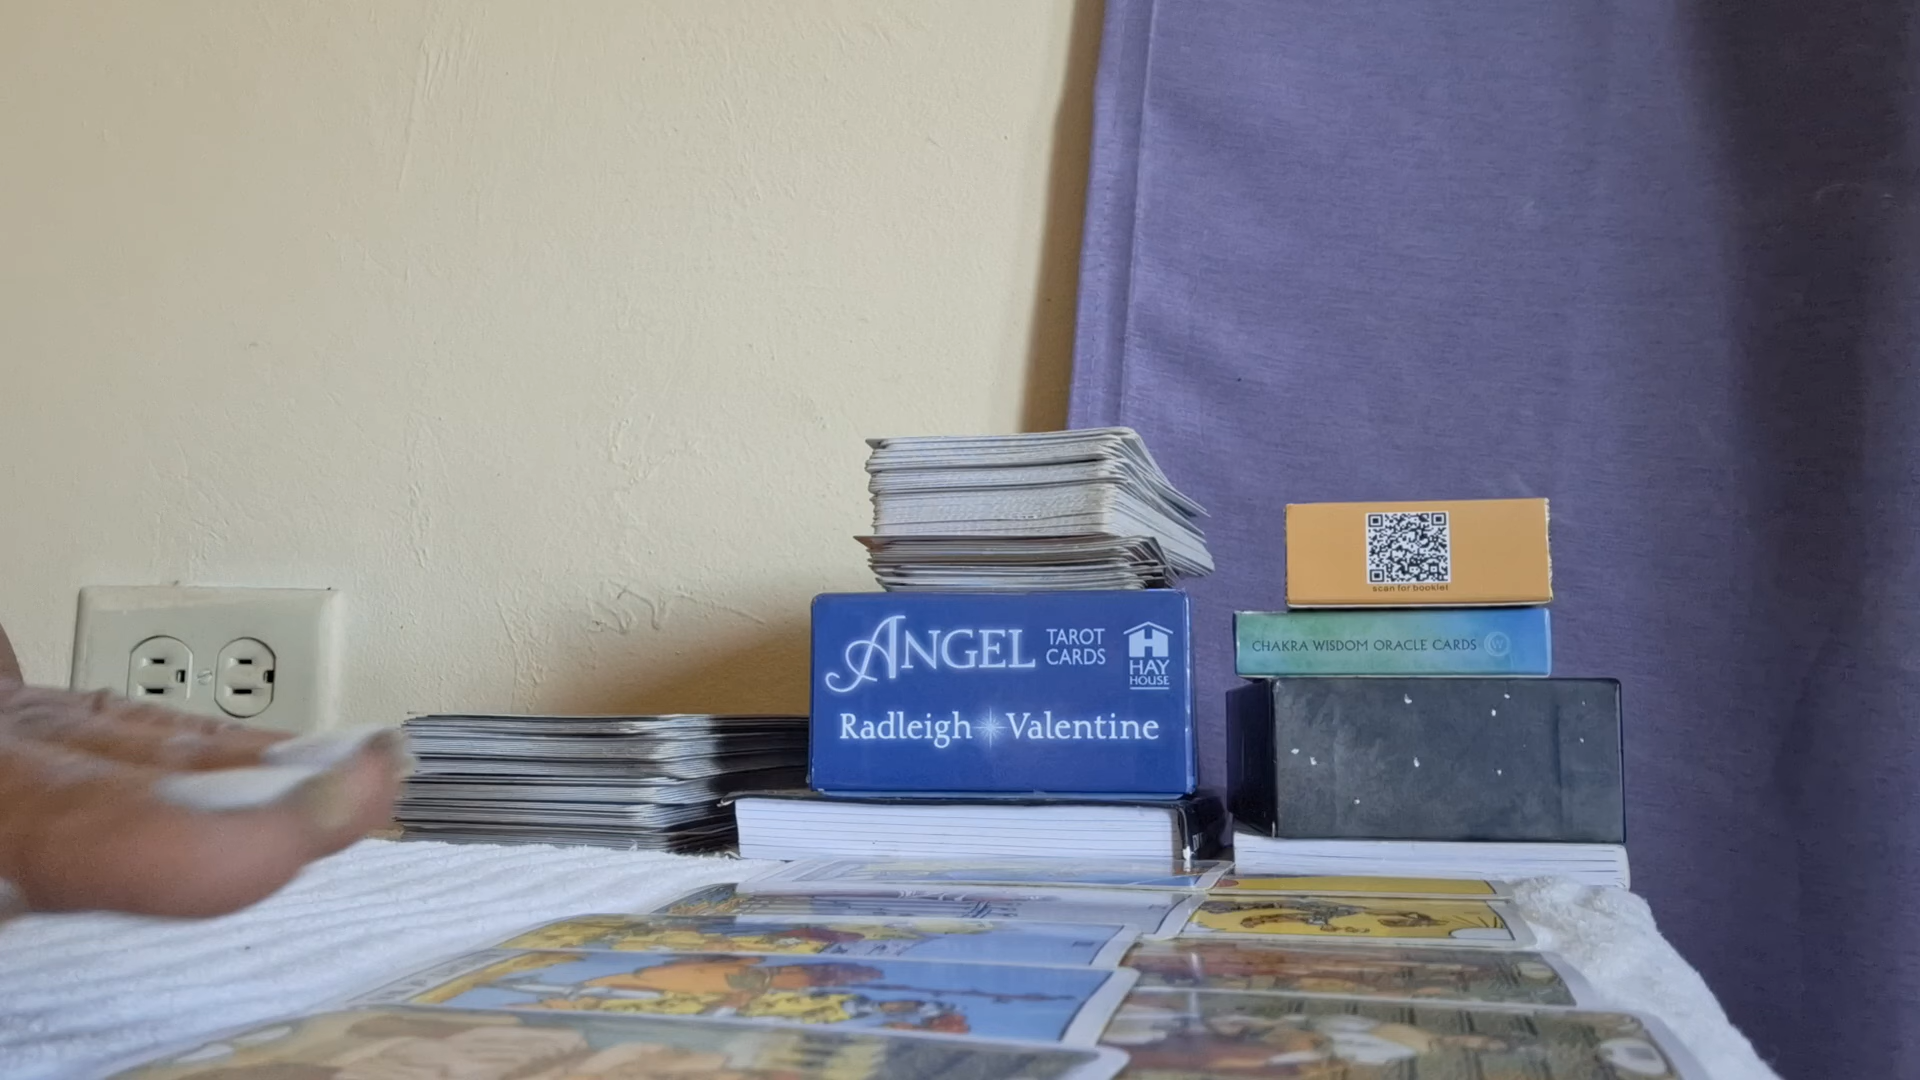 ANGEL TAROT CARDS
HAY HOUSE
Radleigh Valentine
scan for booklet
CHAKRA WISDOM ORACLE CARDS